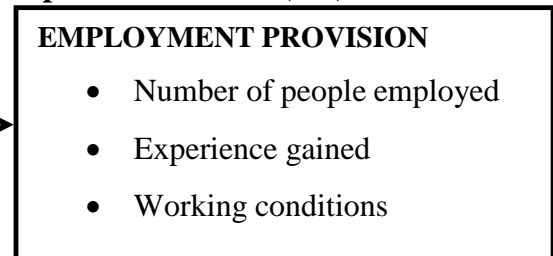 EMPLOYMENT PROVISION
• Number of people employed
• Experience gained
• Working conditions